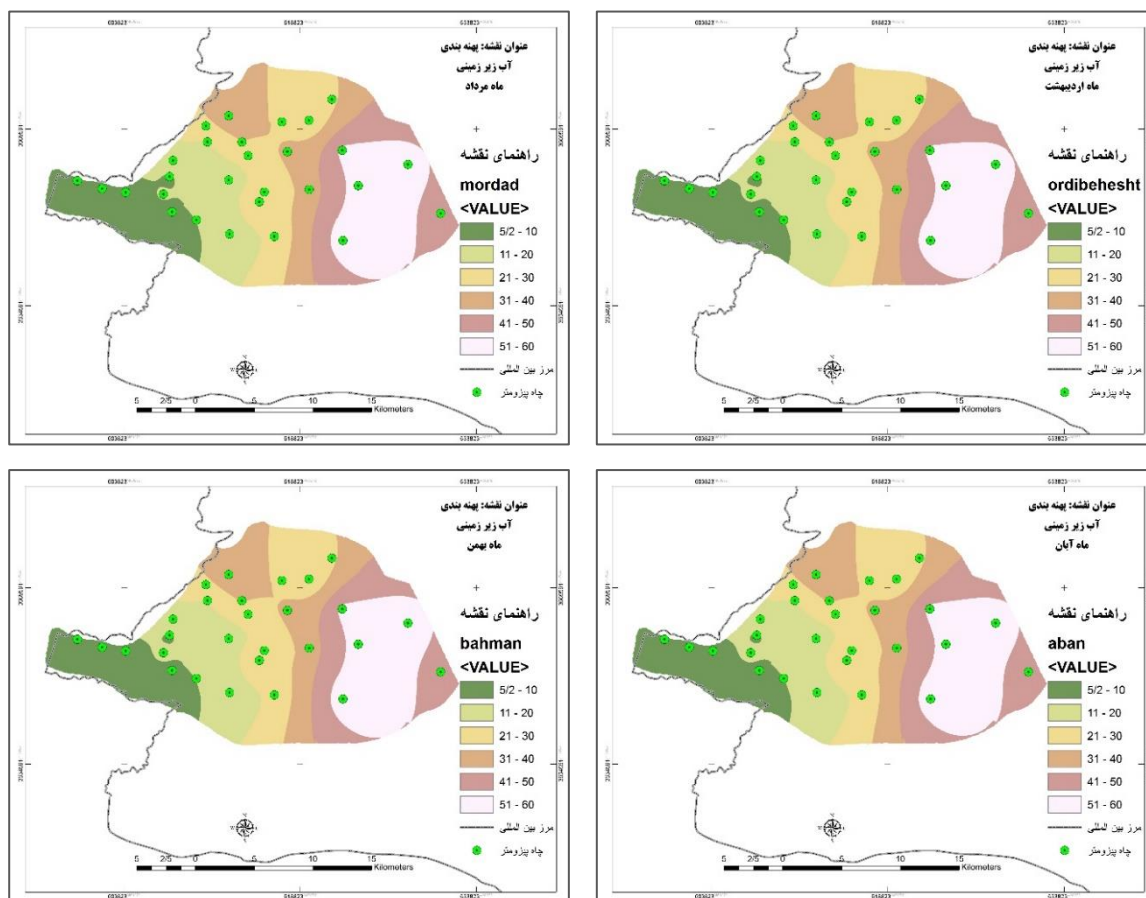 عنوان نقشه: پهنه بندی
آب زیر زمینی
ماه مرداد
راهنمای نقشه
mordad
<VALUE>
5/2 - 10
11 - 20
21 - 30
31 - 40
41 - 50
51 - 60
مرز بین المللی
چاه پیزومتر
5 2/5 0 5 10 15
Kilometers
عنوان نقشه: پهنه بندی
آب زیر زمینی
ماه اردیبهشت
راهنمای نقشه
ordibehesht
<VALUE>
5/2 - 10
11 - 20
21 - 30
31 - 40
41 - 50
51 - 60
مرز بین المللی
چاه پیزومتر
5 2/5 0 5 10 15
Kilometers
عنوان نقشه: پهنه بندی
آب زیر زمینی
ماه بهمن
راهنمای نقشه
bahman
<VALUE>
5/2 - 10
11 - 20
21 - 30
31 - 40
41 - 50
51 - 60
مرز بین المللی
چاه پیزومتر
5 2/5 0 5 10 15
Kilometers
عنوان نقشه: پهنه بندی
آب زیر زمینی
ماه آبان
راهنمای نقشه
aban
<VALUE>
5/2 - 10
11 - 20
21 - 30
31 - 40
41 - 50
51 - 60
مرز بین المللی
چاه پیزومتر
5 2/5 0 5 10 15
Kilometers